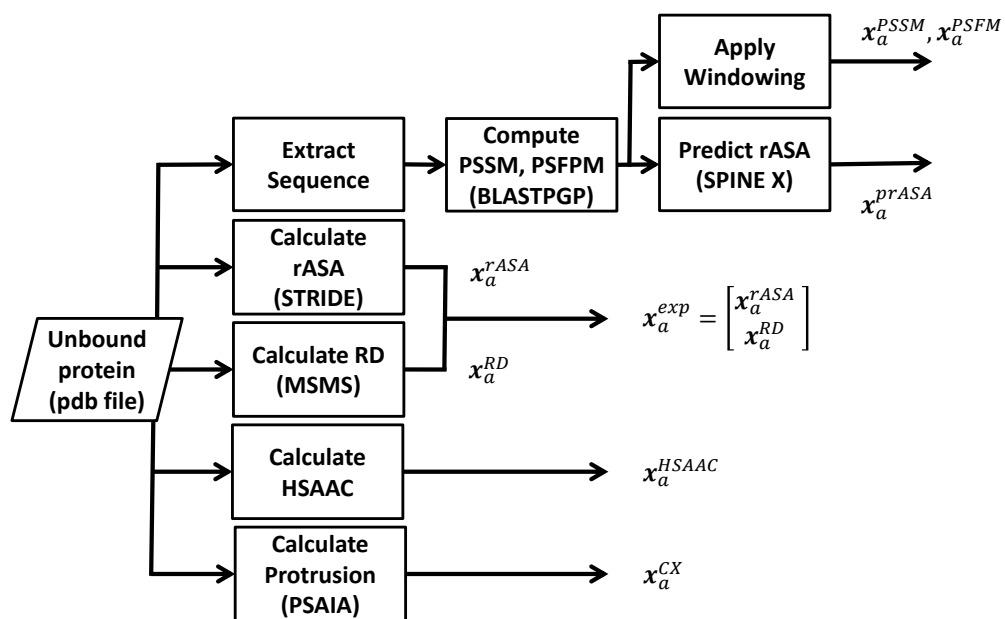 Unbound
protein
(pdb file)
Extract
Sequence
Compute
PSSM, PSFPM
(BLASTPGP)
Apply
Windowing
x_a^{PSSM}, x_a^{PSFM}
Predict rASA
(SPINE X)
x_a^{prASA}
Calculate
rASA
(STRIDE)
x_a^{rASA}
Calculate RD
(MSMS)
x_a^{RD}
x_a^{exp} = [x_a^{rASA}
x_a^{RD}]
Calculate
HSAAC
x_a^{HSAAC}
Calculate
Protrusion
(PSAIA)
x_a^{CX}